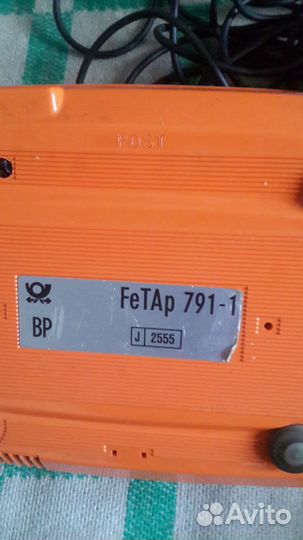 POST
FeTAp 791-1
BP
J 2555
Avito